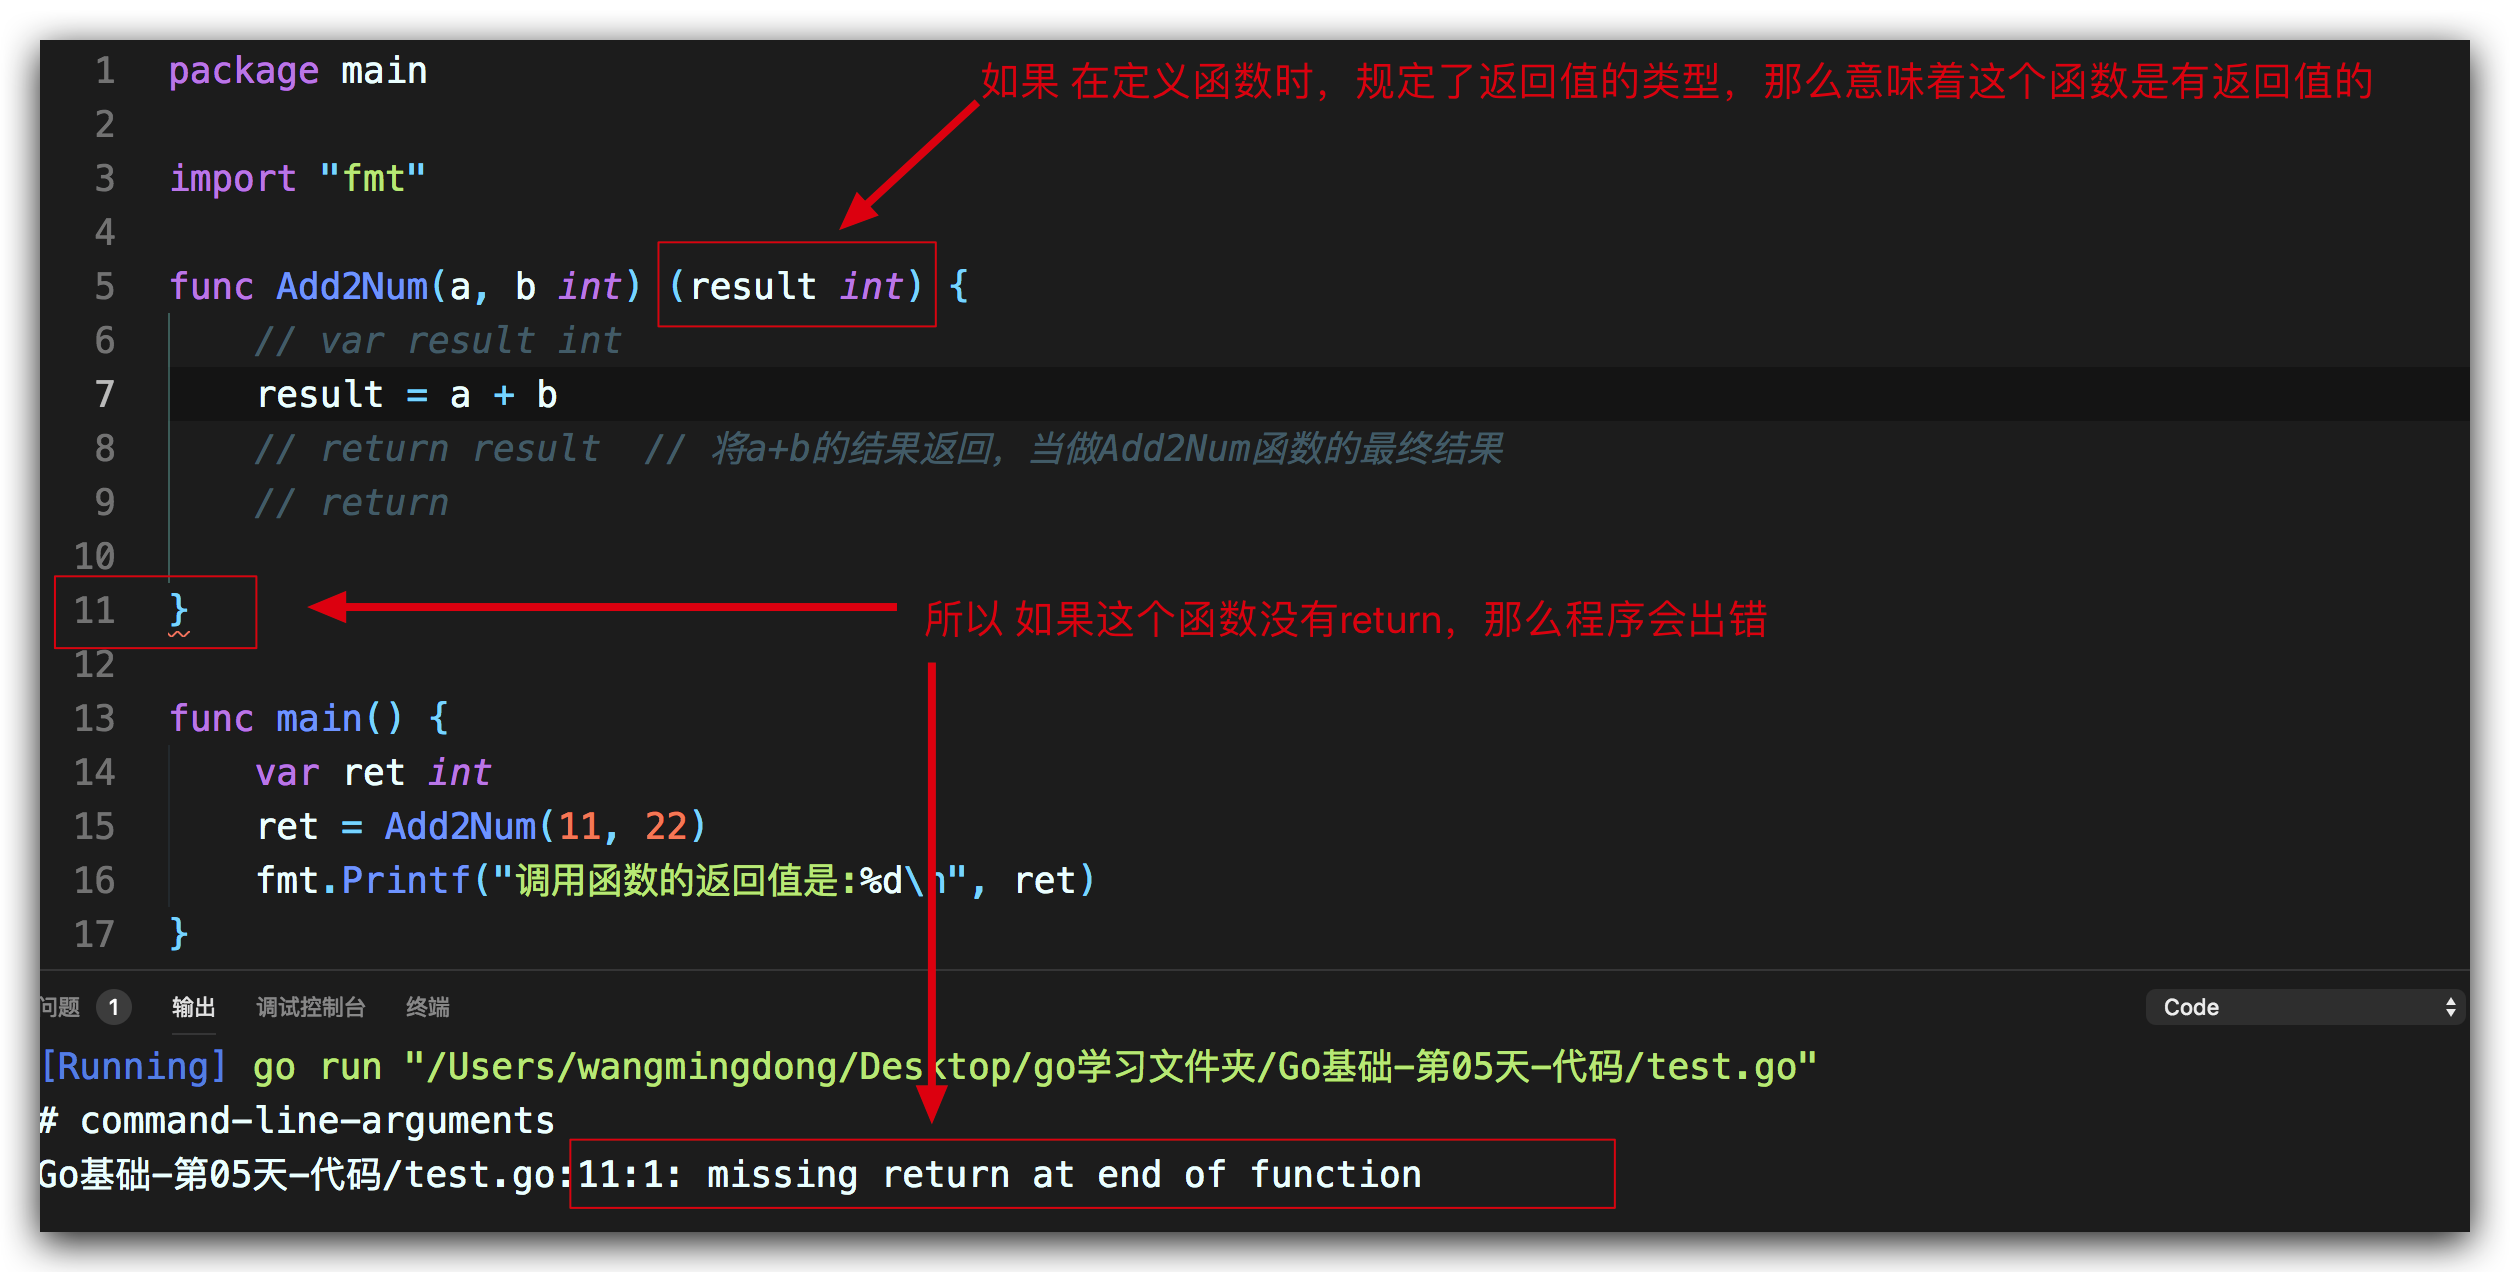 1 package main
如果 在定义函数时，规定了返回值的类型，那么意味着这个函数是有返回值的
2
3 import "fmt"
4
5 func Add2Num(a, b int) (result int) {
6 // var result int
7 result = a + b
8 // return result // 将a+b的结果返回，当做Add2Num函数的最终结果
9 // return
10
11 }
所以 如果这个函数没有return，那么程序会出错
12
13 func main() {
14 var ret int
15 ret = Add2Num(11, 22)
16 fmt.Printf("调用函数的返回值是:%d\n", ret)
17 }
问题 1 输出 调试控制台 终端 Code
[Running] go run "/Users/wangmingdong/Desktop/go学习文件夹/Go基础-第05天-代码/test.go"
# command-line-arguments
Go基础-第05天-代码/test.go:11:1: missing return at end of function